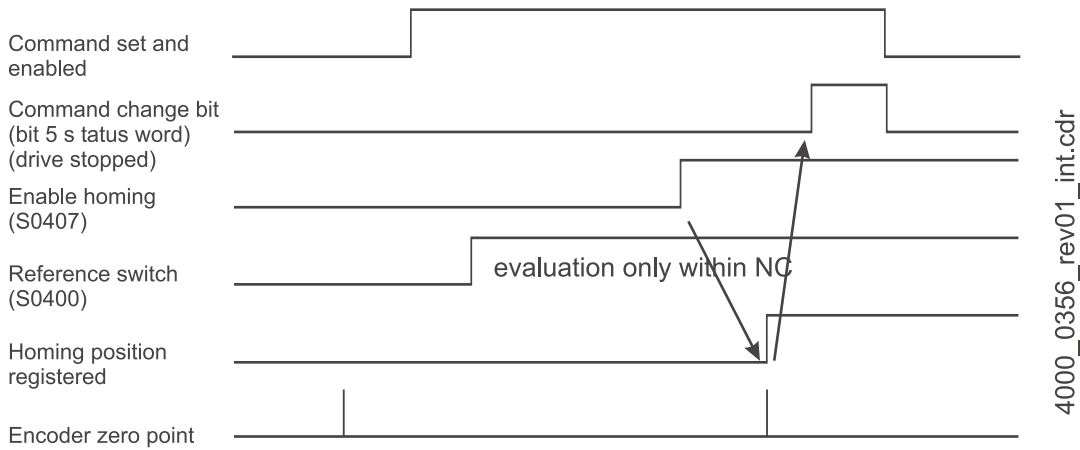 Command set and
enabled
Command change bit
(bit 5 s tatus word)
(drive stopped)
Enable homing
(S0407)
Reference switch
(S0400)
evaluation only within NC
Homing position
registered
Encoder zero point
4000_0356_rev01_int.cdr